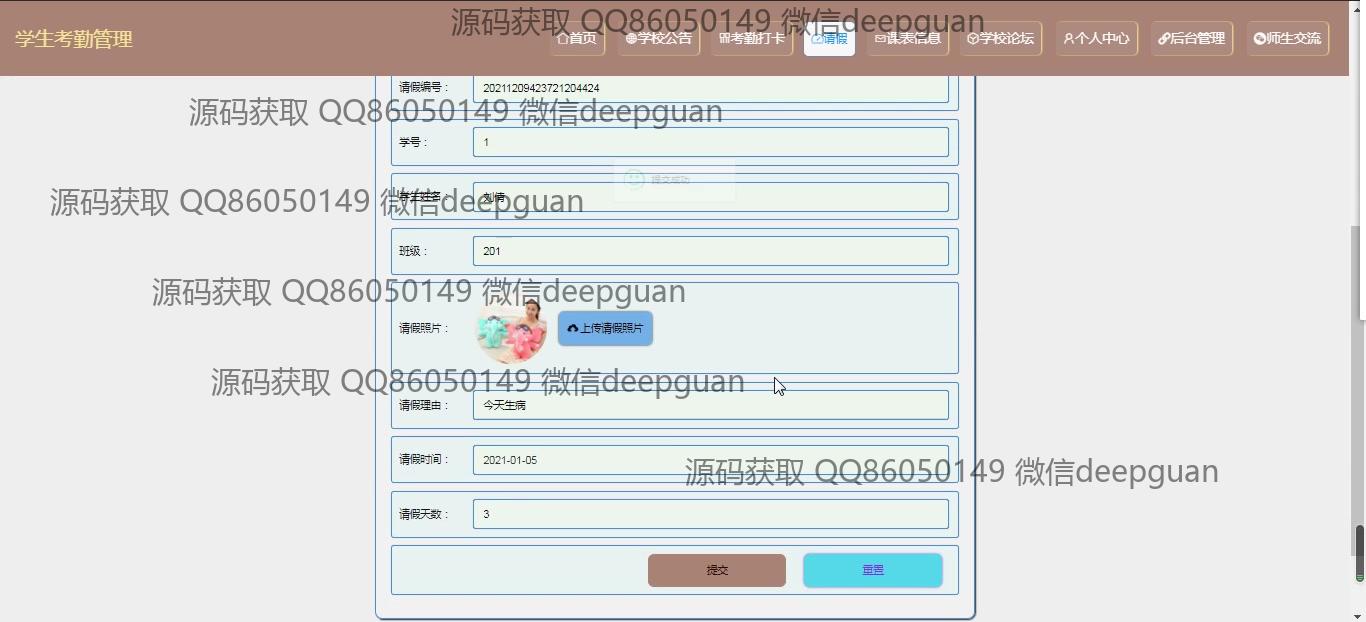 源码获取 QQ86050149 微信deepguan
学生考勤管理
首页
学校公告
考勤打卡
请假
课表信息
学校论坛
个人中心
后台管理
师生交流
请假编号：
20211209423721204424
源码获取 QQ86050149 微信deepguan
学号：
1
提交成功
学生姓名：
刘倩
源码获取 QQ86050149 微信deepguan
班级：
201
源码获取 QQ86050149 微信deepguan
请假照片：
上传请假照片
源码获取 QQ86050149 微信deepguan
请假理由：
今天生病
请假时间：
2021-01-05
源码获取 QQ86050149 微信deepguan
请假天数：
3
提交
重置